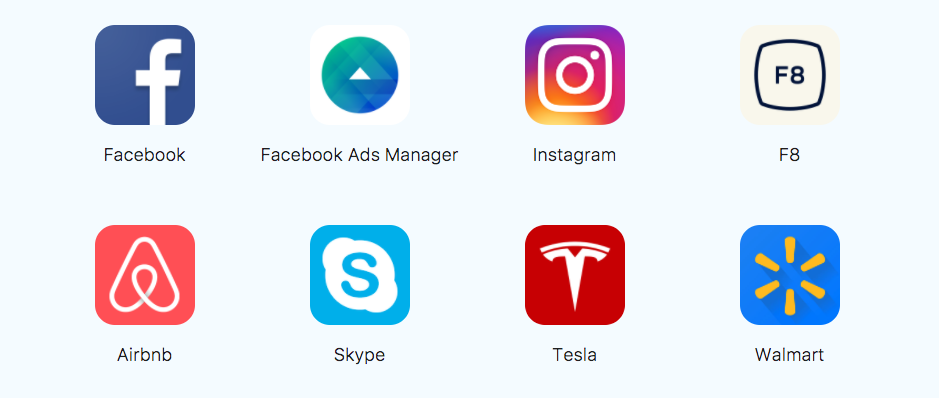 F8
Facebook
Facebook Ads Manager
Instagram
F8
Airbnb
Skype
Tesla
Walmart